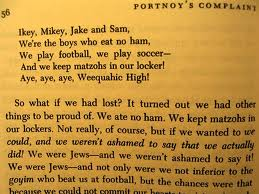 56
PORTNOY'S COMPLAINT
Ikey, Mikey, Jake and Sam,
We're the boys who eat no ham,
We play football, we play soccer—
And we keep matzohs in our locker!
Aye, aye, aye, Weequahic High!
So what if we had lost? It turned out we had other
things to be proud of. We ate no ham. We kept matzohs in
our lockers. Not really, of course, but if we wanted to we
could, and we weren't ashamed to say that we actually
did! We were Jews—and we weren't ashamed to say it!
We were Jews—and not only were we not inferior to the
goyim who beat us at football, but the chances were that
because we could not commit our hearts